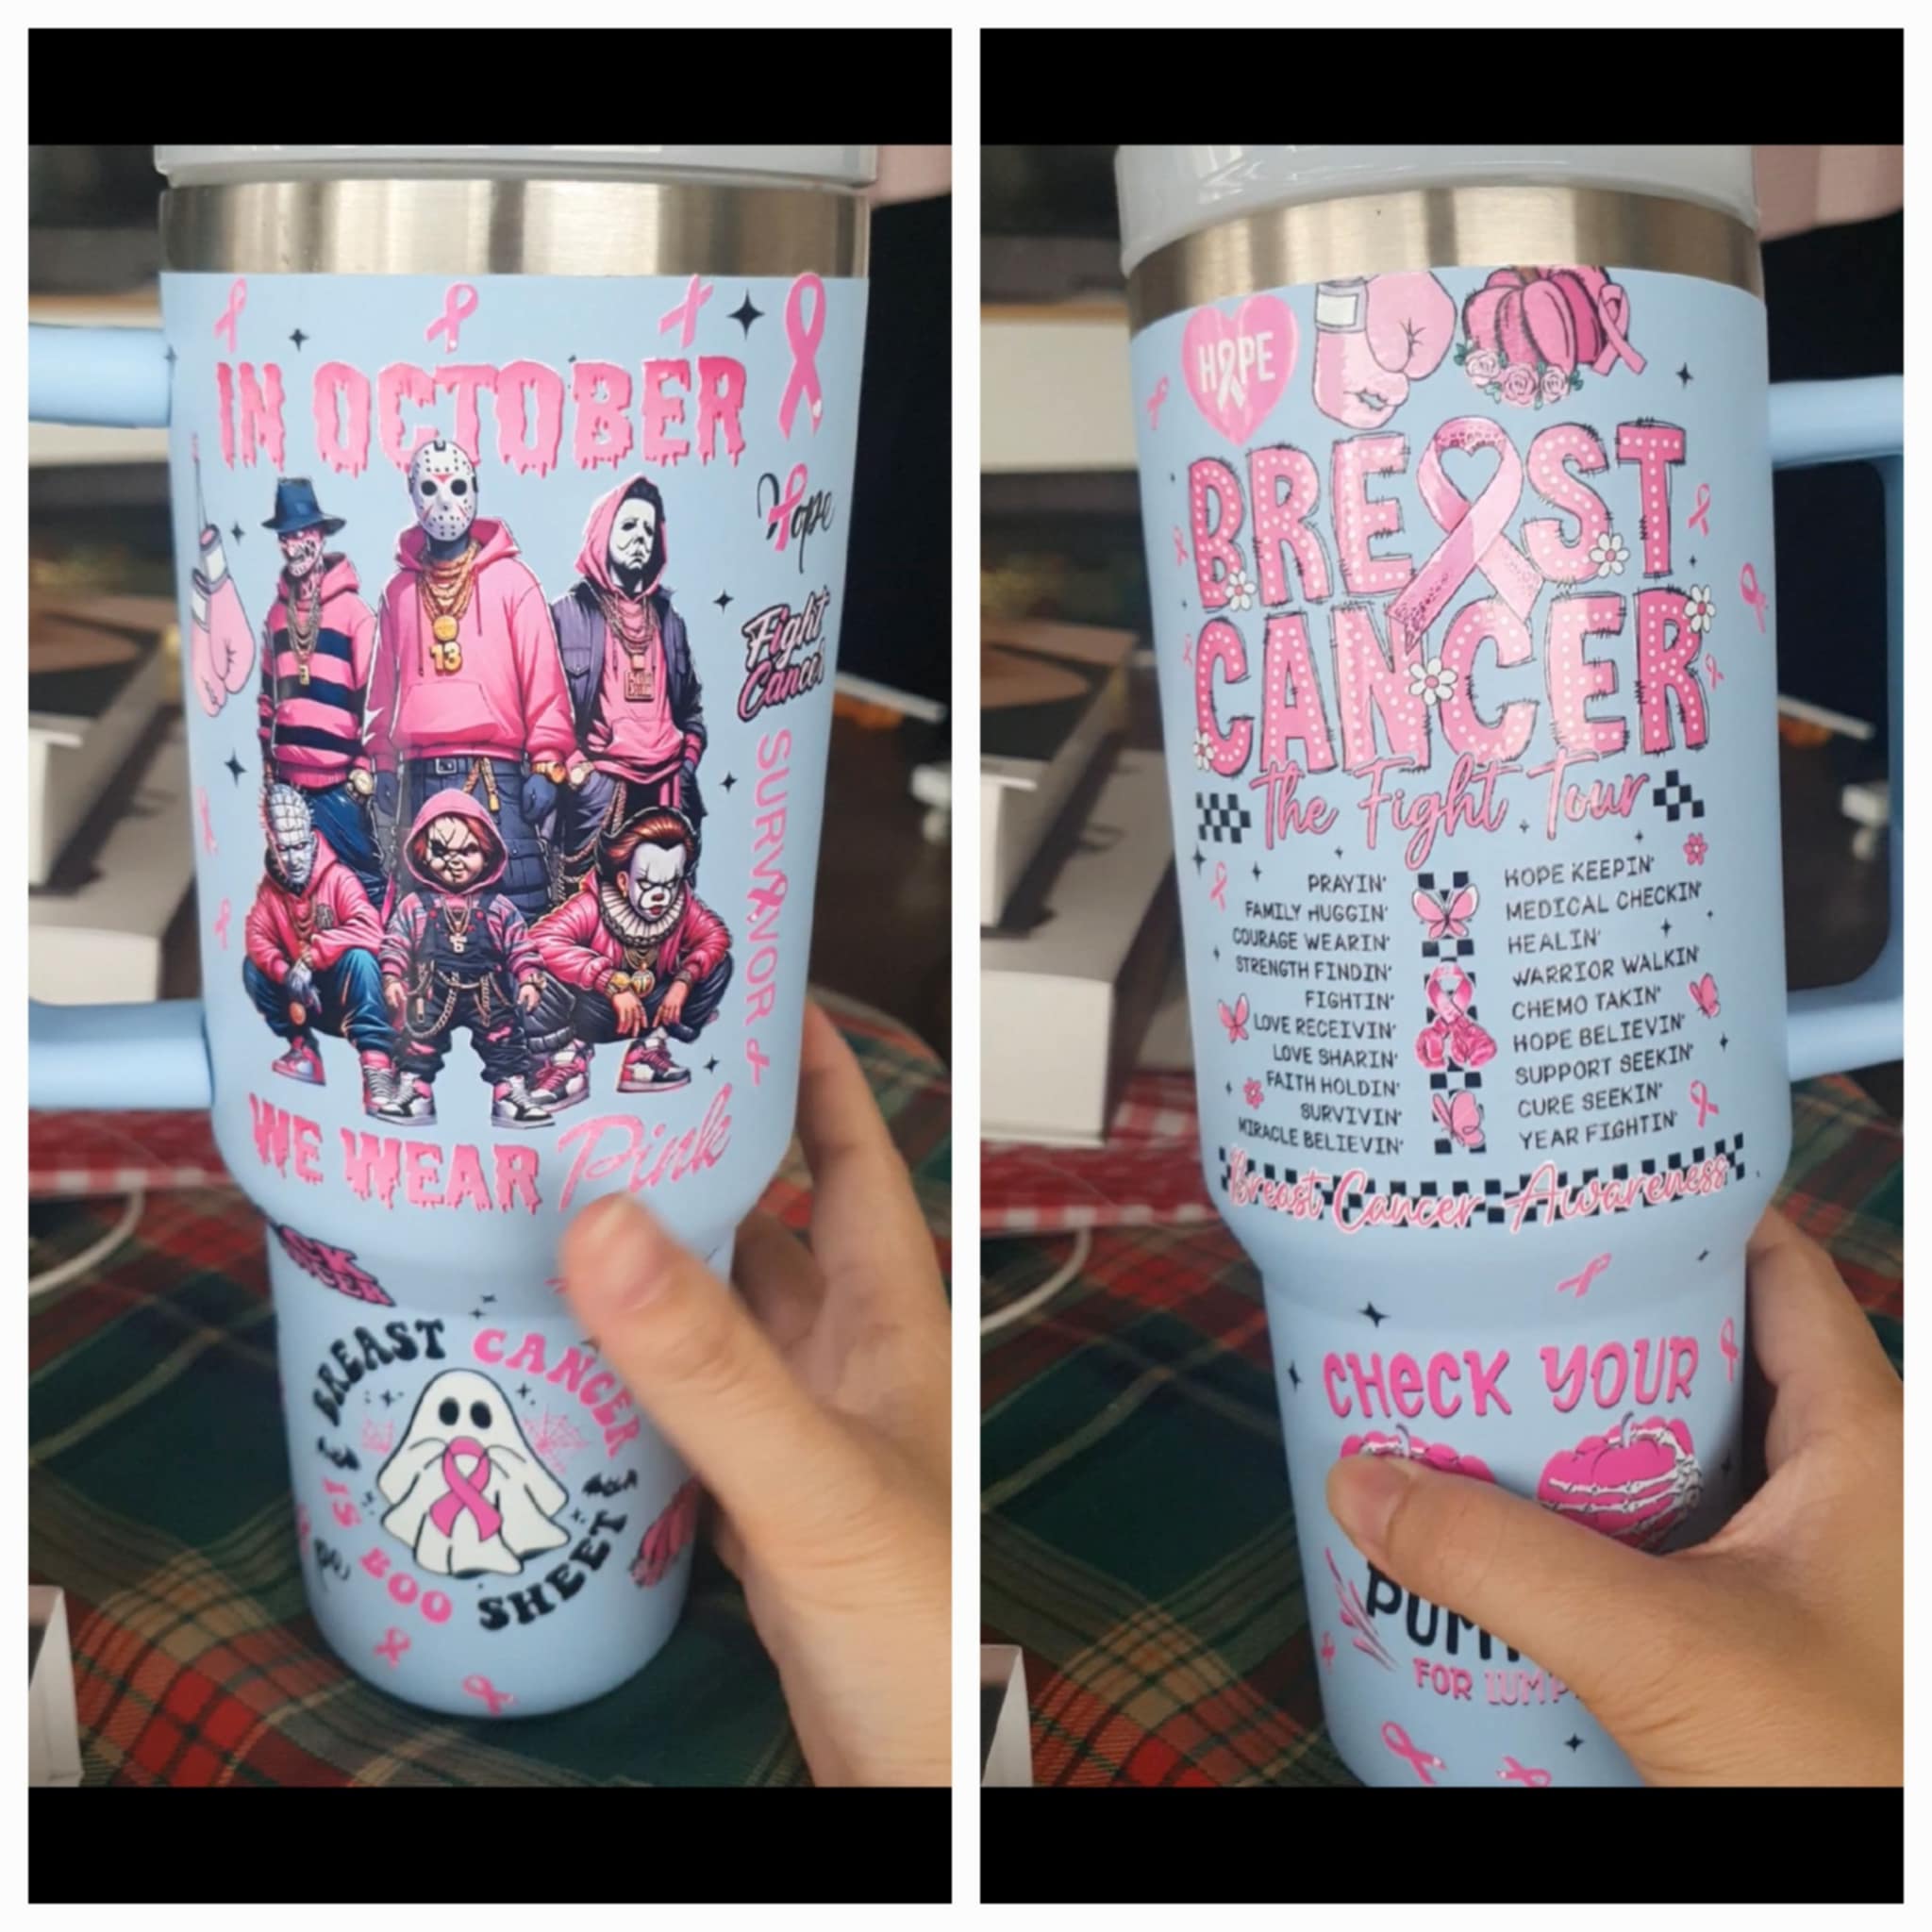 IN OCTOBER
13
Hope
Fight
Cancer
SURVIVOR
WE WEAR Pink
BREAST CANCER
IS BOO SHEET
HOPE
BREAST
CANCER
The Fight Tour
PRAYIN'
FAMILY HUGGIN'
COURAGE WEARIN'
STRENGTH FINDIN'
FIGHTIN'
LOVE RECEIVIN'
LOVE SHARIN'
FAITH HOLDIN'
SURVIVIN'
MIRACLE BELIEVIN'
HOPE KEEPIN'
MEDICAL CHECKIN'
HEALIN'
WARRIOR WALKIN'
CHEMO TAKIN'
HOPE BELIEVIN'
SUPPORT SEEKIN'
CURE SEEKIN'
YEAR FIGHTIN'
Breast Cancer Awareness
CHECK YOUR
FOR